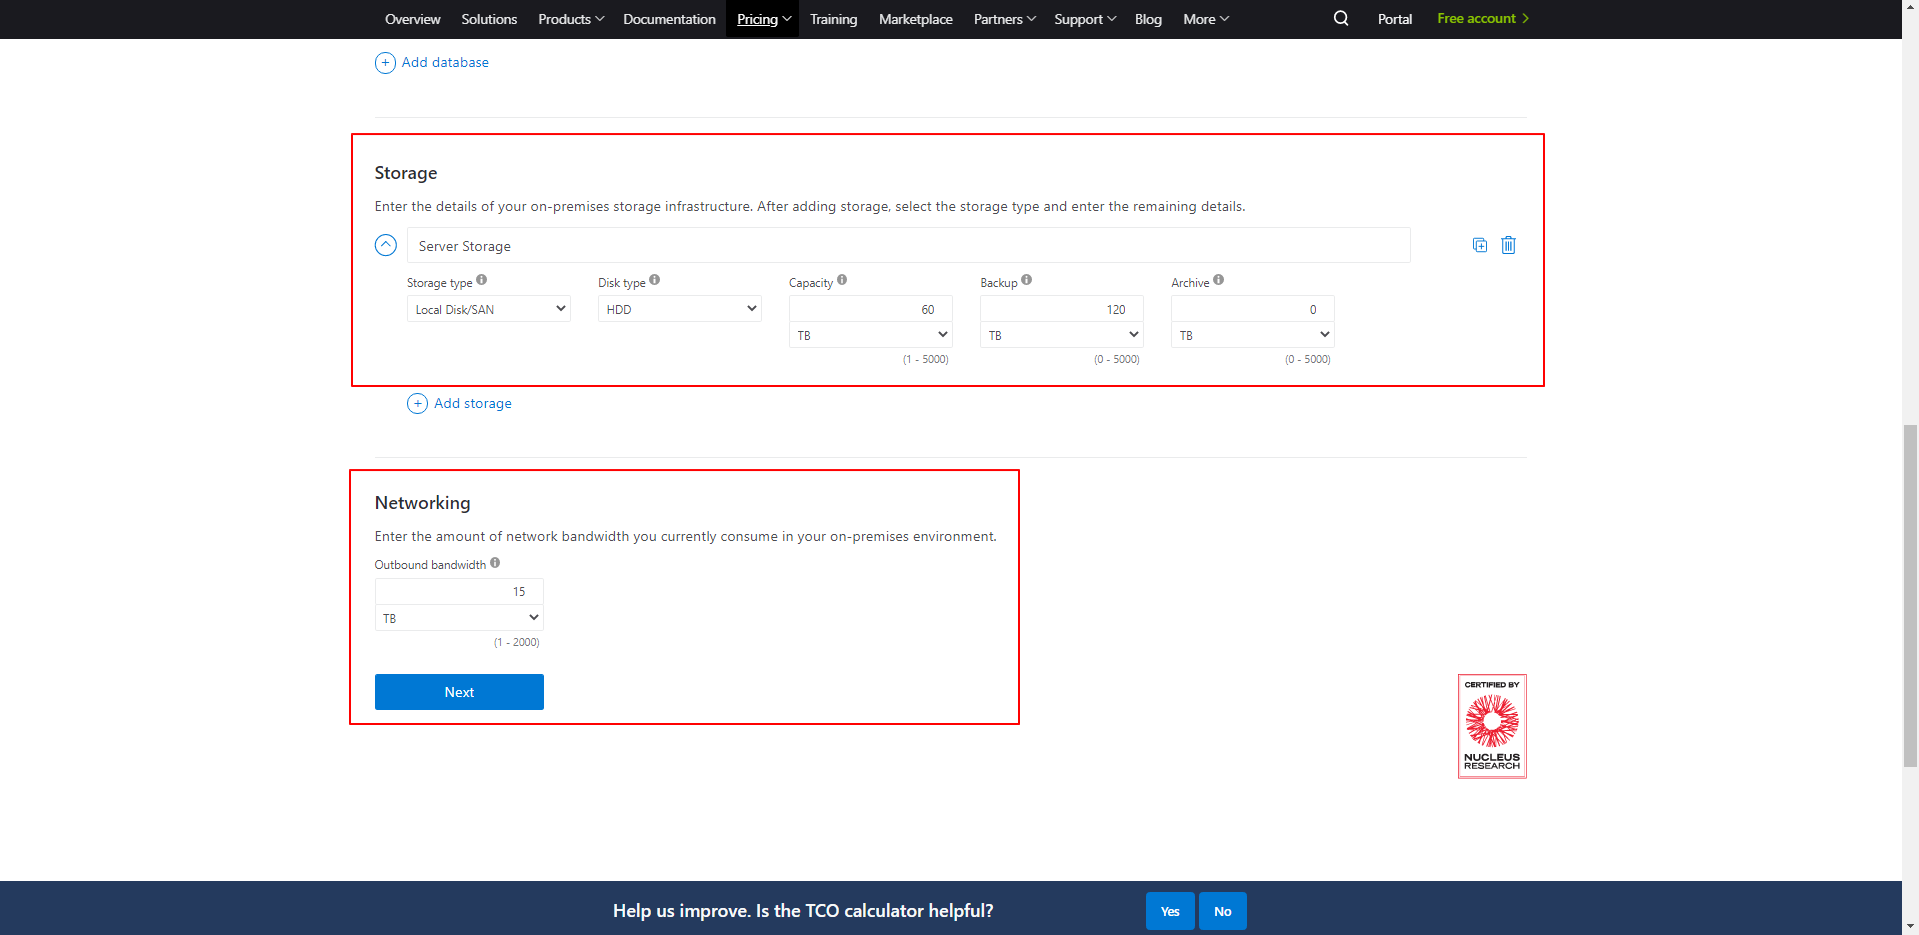 Overview Solutions Products Documentation Pricing Training Marketplace Partners Support Blog More Portal Free account
Add database
Storage
Enter the details of your on-premises storage infrastructure. After adding storage, select the storage type and enter the remaining details.
Server Storage
Storage type Disk type Capacity Backup Archive
Local Disk/SAN HDD 60 120 0
TB TB TB
(1 - 5000) (0 - 5000) (0 - 5000)
Add storage
Networking
Enter the amount of network bandwidth you currently consume in your on-premises environment.
Outbound bandwidth
15
TB
(1 - 2000)
Next
CERTIFIED BY
NUCLEUS
RESEARCH
Help us improve. Is the TCO calculator helpful? Yes No